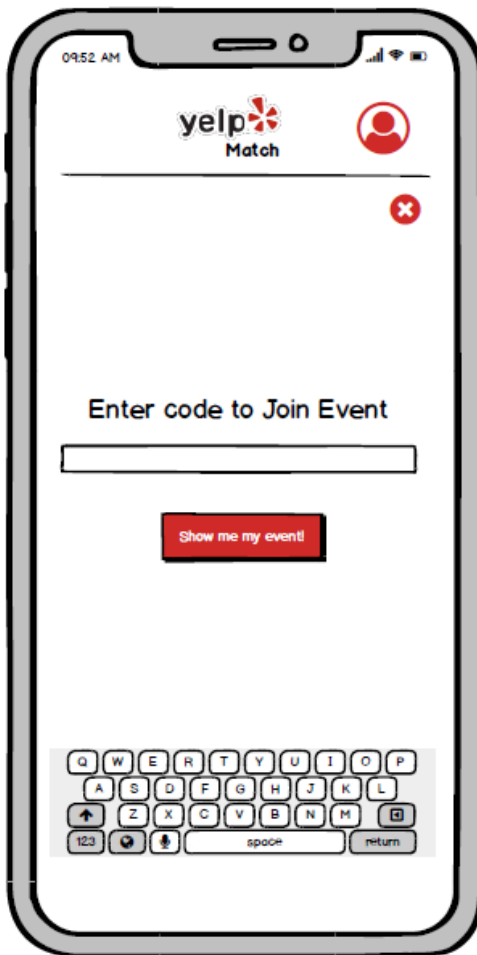 09:52 AM
yelp
Match
Enter code to Join Event
Show me my event!
Q W E R T Y U I O P
A S D F G H J K L
Z X C V B N M
123 space return